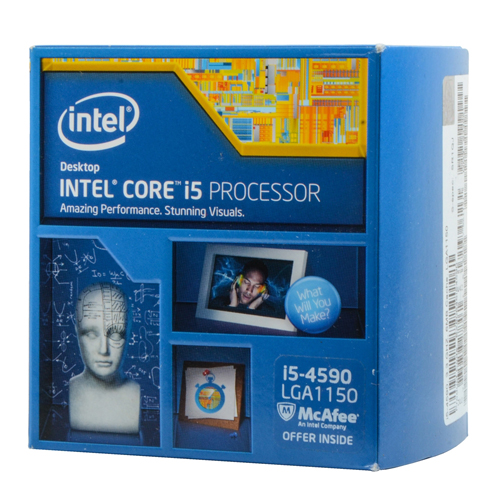 intel®
Desktop
INTEL® CORE™ i5 PROCESSOR
Amazing Performance. Stunning Visuals.
What
Will You
Make?
i5-4590
LGA1150
McAfee®
An Intel Company
OFFER INSIDE